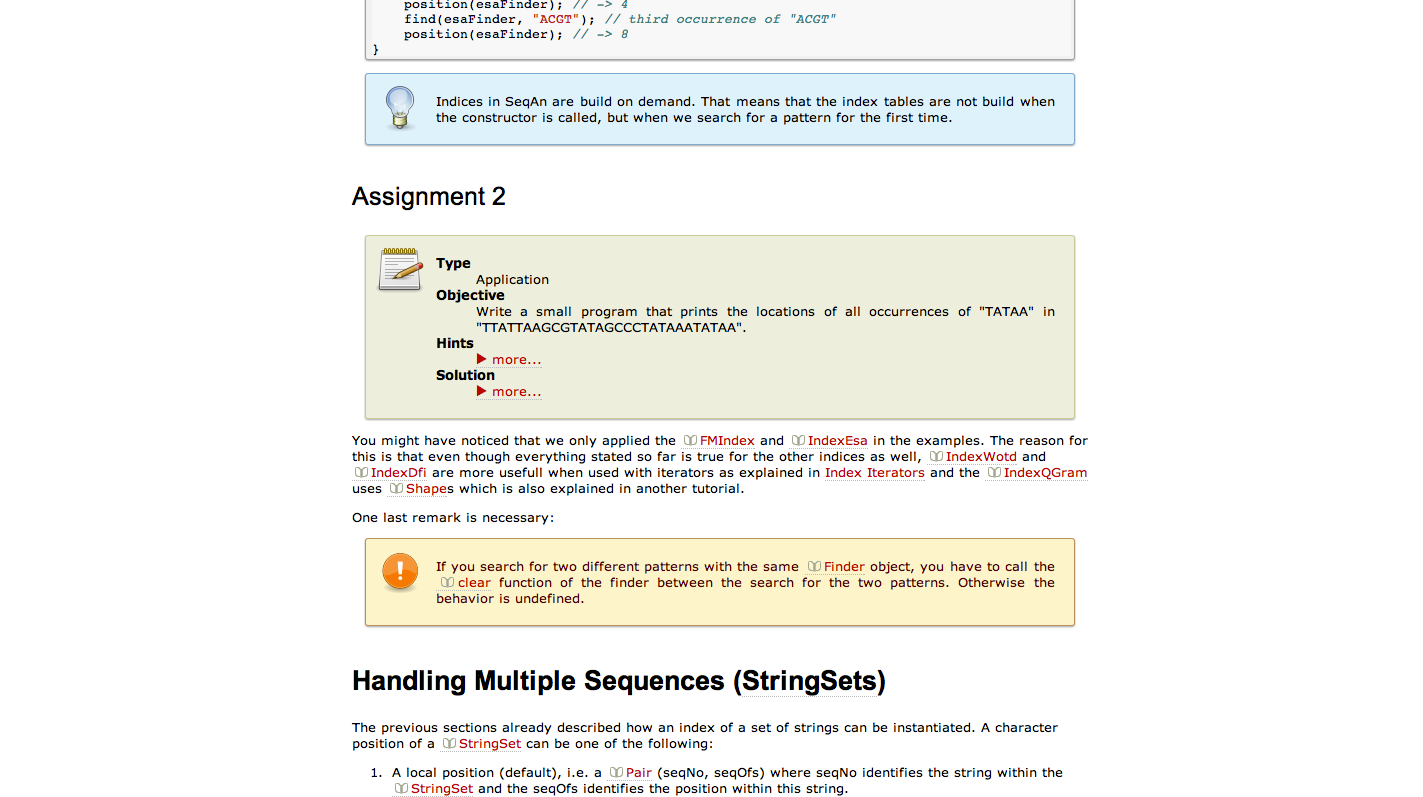 position(esaFinder); // -> 4
find(esaFinder, "ACGT"); // third occurrence of "ACGT"
position(esaFinder); // -> 8
}
Indices in SeqAn are build on demand. That means that the index tables are not build when
the constructor is called, but when we search for a pattern for the first time.
Assignment 2
Type
Application
Objective
Write a small program that prints the locations of all occurrences of "TATAA" in
"TTATTAAGCGTATAGCCCTATAAATATAA".
Hints
▶ more...
Solution
▶ more...
You might have noticed that we only applied the FMIndex and IndexEsa in the examples. The reason for
this is that even though everything stated so far is true for the other indices as well, IndexWotd and
IndexDfi are more usefull when used with iterators as explained in Index Iterators and the IndexQGram
uses Shapes which is also explained in another tutorial.
One last remark is necessary:
If you search for two different patterns with the same Finder object, you have to call the
clear function of the finder between the search for the two patterns. Otherwise the
behavior is undefined.
Handling Multiple Sequences (StringSets)
The previous sections already described how an index of a set of strings can be instantiated. A character
position of a StringSet can be one of the following:
1. A local position (default), i.e. a Pair (seqNo, seqOfs) where seqNo identifies the string within the
StringSet and the seqOfs identifies the position within this string.